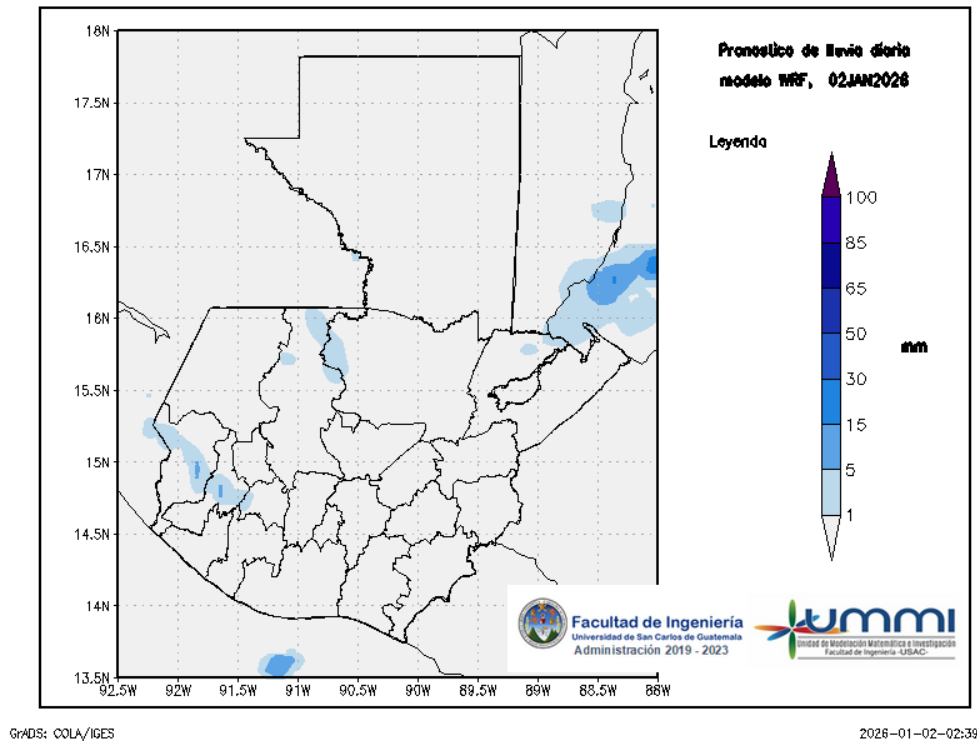 Pronostico de lluvia diaria
modelo WRF, 02JAN2026
Leyenda
100
85
65
50
30
15
5
1
mm
18N
17.5N
17N
16.5N
16N
15.5N
15N
14.5N
14N
13.5N
92.5W
92W
91.5W
91W
90.5W
90W
89.5W
89W
88.5W
88W
Facultad de Ingeniería
Universidad de San Carlos de Guatemala
Administración 2019 - 2023
ummi
Unidad de Modelación Matemática e Investigación
Facultad de Ingeniería -USAC-
GrADS: COLA/IGES
2026-01-02-02:39